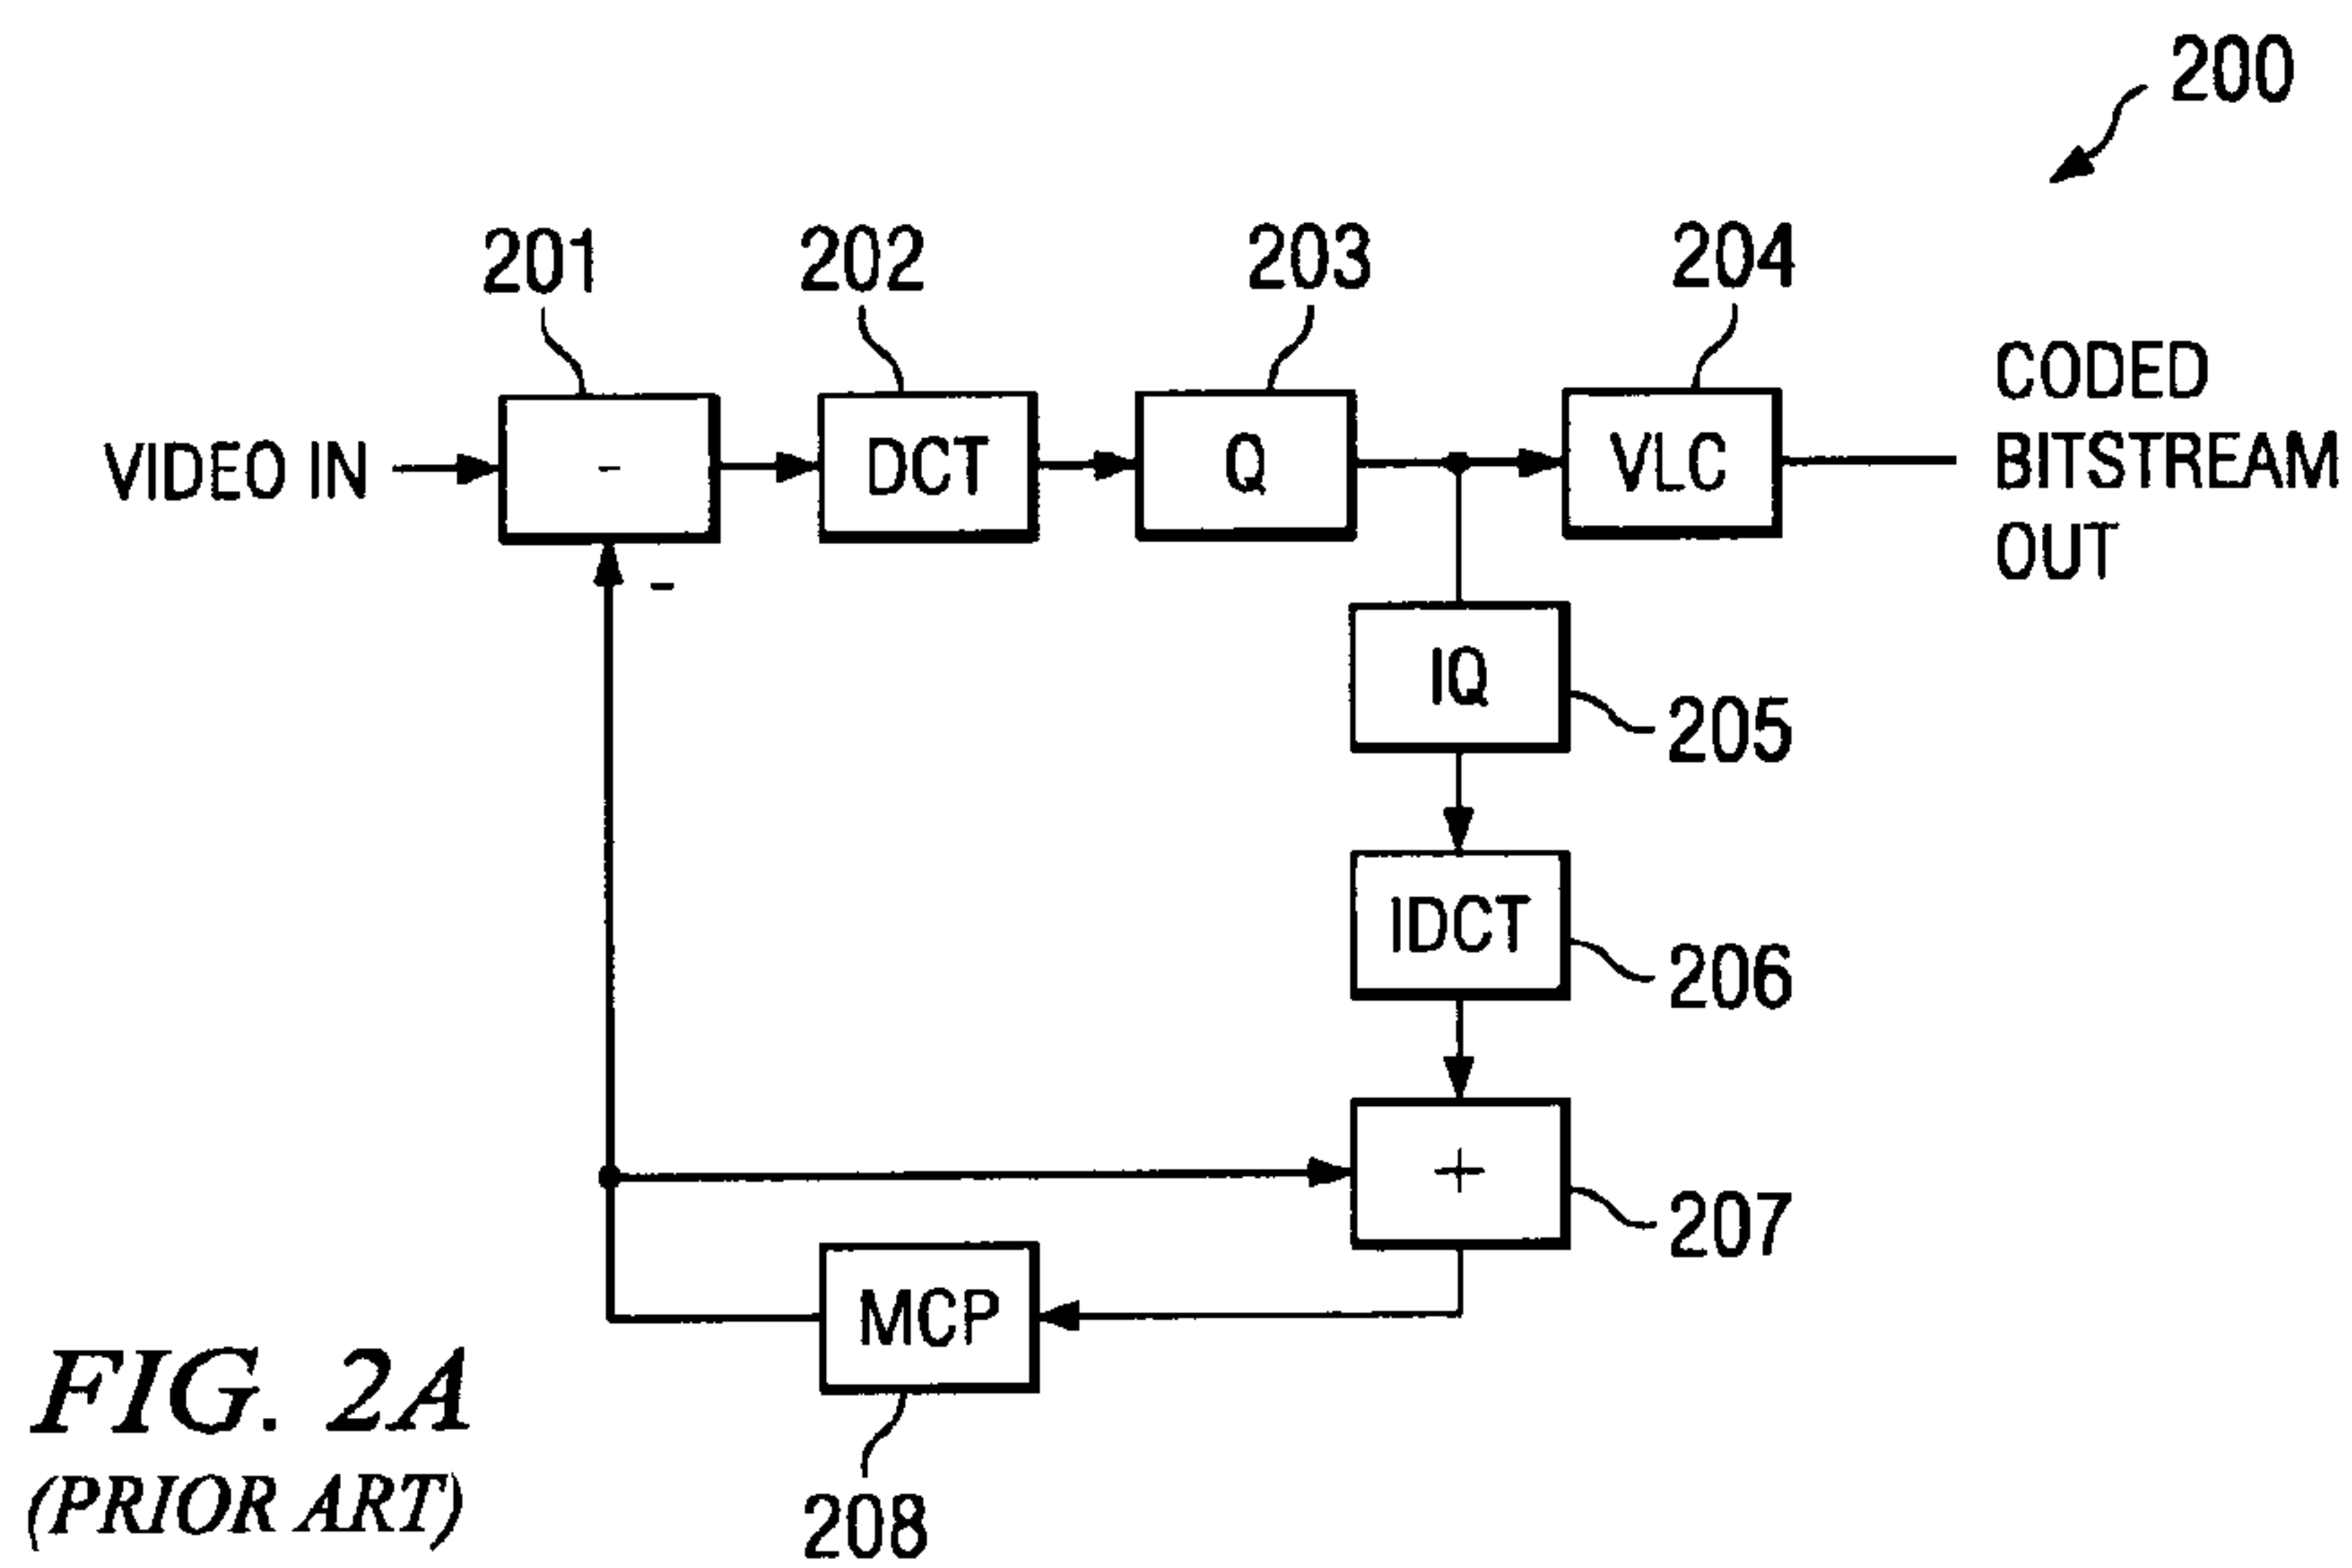 200
201
202
203
204
VIDEO IN
-
DCT
Q
VLC
CODED
BITSTREAM
OUT
-
IQ
205
IDCT
206
+
207
MCP
208
FIG. 2A
(PRIOR ART)